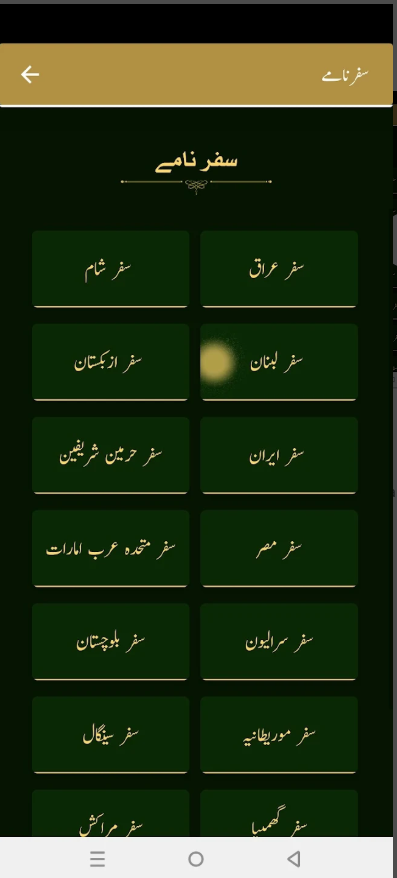 سفرنامے
سفر نامے
سفر عراق
سفر شام
سفر لبنان
سفر ازبکستان
سفر ایران
سفر حرمین شریفین
سفر مصر
سفر متحدہ عرب امارات
سفر سرالیون
سفر بلوچستان
سفر موریطانیہ
سفر سینگال
سفر گھمبیا
سفر مراکش